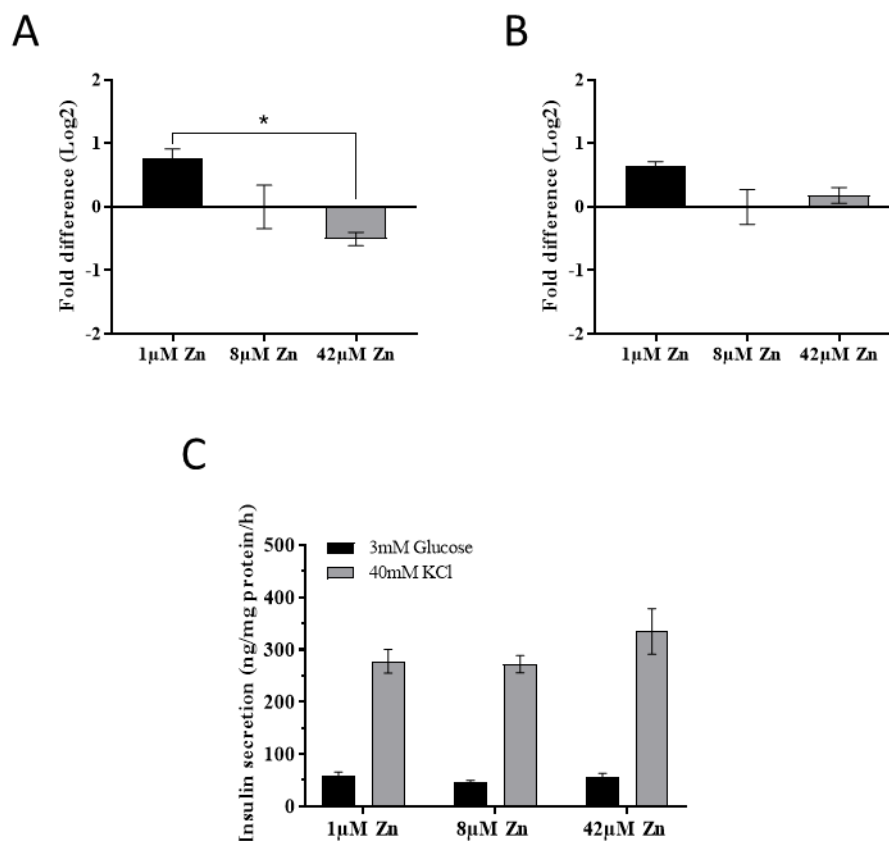 A
B
Fold difference (Log2)
2
1
0
-1
-2
*
1µM Zn 8µM Zn 42µM Zn
Fold difference (Log2)
2
1
0
-1
-2
1µM Zn 8µM Zn 42µM Zn
C
Insulin secretion (ng/mg protein/h)
500
400
300
200
100
0
3mM Glucose
40mM KCl
1µM Zn 8µM Zn 42µM Zn